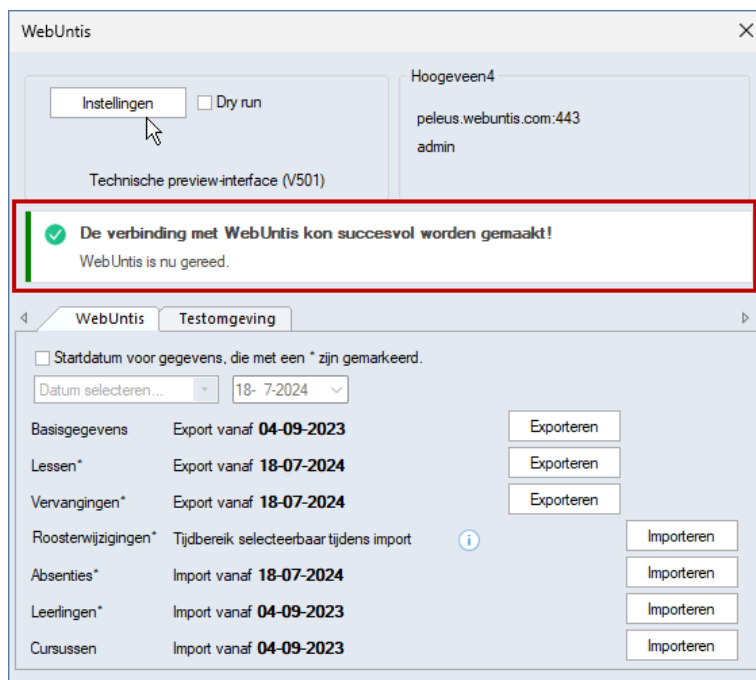 WebUntis
Instellingen
Dry run
Technische preview-interface (V501)
Hoogeveen4
peleus.webuntis.com:443
admin
De verbinding met WebUntis kon succesvol worden gemaakt!
WebUntis is nu gereed.
WebUntis Testomgeving
Startdatum voor gegevens, die met een * zijn gemarkeerd.
Datum selecteren... 18- 7-2024
Basisgegevens Export vanaf 04-09-2023 Exporteren
Lessen* Export vanaf 18-07-2024 Exporteren
Vervangingen* Export vanaf 18-07-2024 Exporteren
Roosterwijzigingen* Tijdbereik selecteerbaar tijdens import i Importeren
Absenties* Import vanaf 18-07-2024 Importeren
Leerlingen* Import vanaf 04-09-2023 Importeren
Cursussen Import vanaf 04-09-2023 Importeren